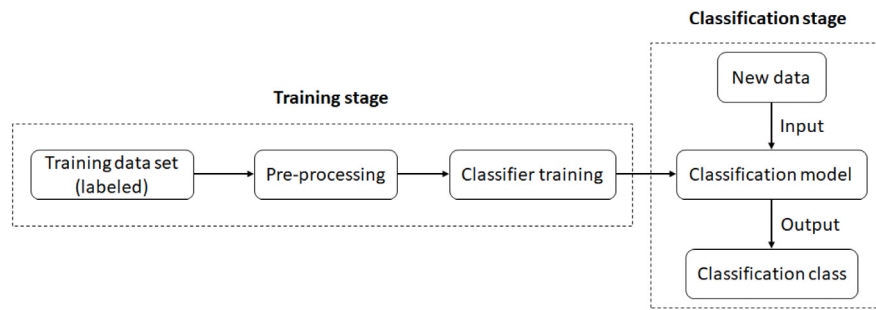 Classification stage
New data
Training stage
Input
Training data set
(labeled)
Pre-processing
Classifier training
Classification model
Output
Classification class